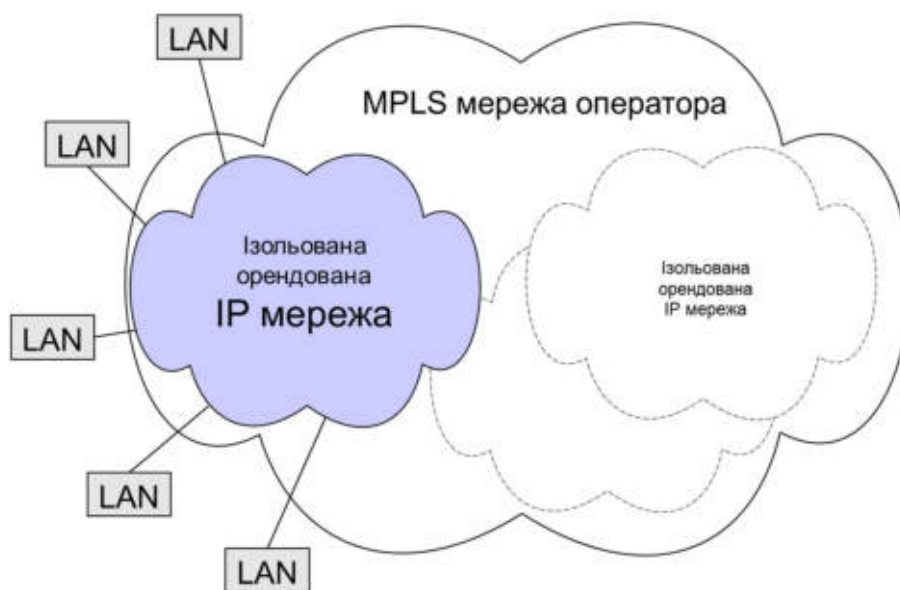 LAN
MPLS мережа оператора
LAN
Ізольована
орендована
IP мережа
Ізольована
орендована
IP мережа
LAN
LAN
LAN